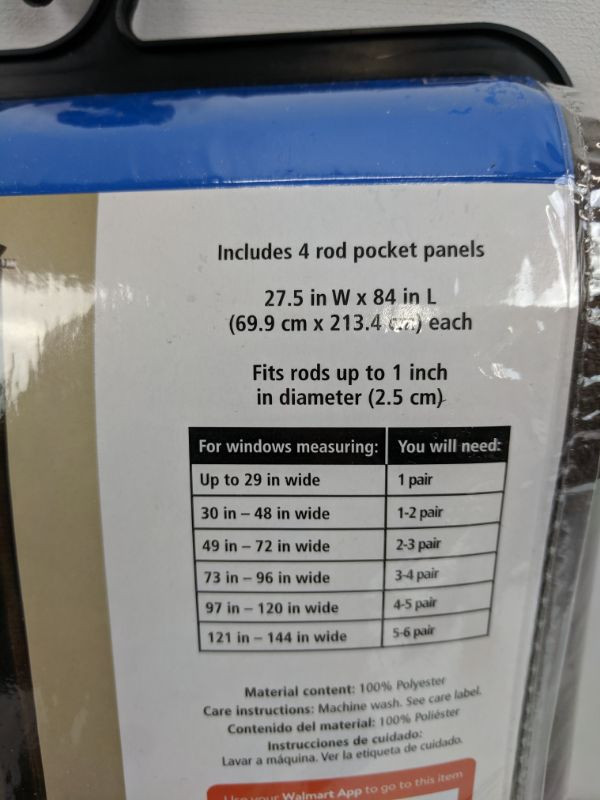 Includes 4 rod pocket panels
27.5 in W x 84 in L
(69.9 cm x 213.4 cm) each
Fits rods up to 1 inch
in diameter (2.5 cm)
For windows measuring: You will need:
Up to 29 in wide 1 pair
30 in – 48 in wide 1-2 pair
49 in – 72 in wide 2-3 pair
73 in – 96 in wide 3-4 pair
97 in – 120 in wide 4-5 pair
121 in – 144 in wide 5-6 pair
Material content: 100% Polyester
Care instructions: Machine wash. See care label.
Contenido del material: 100% Poliéster
Instrucciones de cuidado:
Lavar a máquina. Ver la etiqueta de cuidado.
Use your Walmart App to go to this item